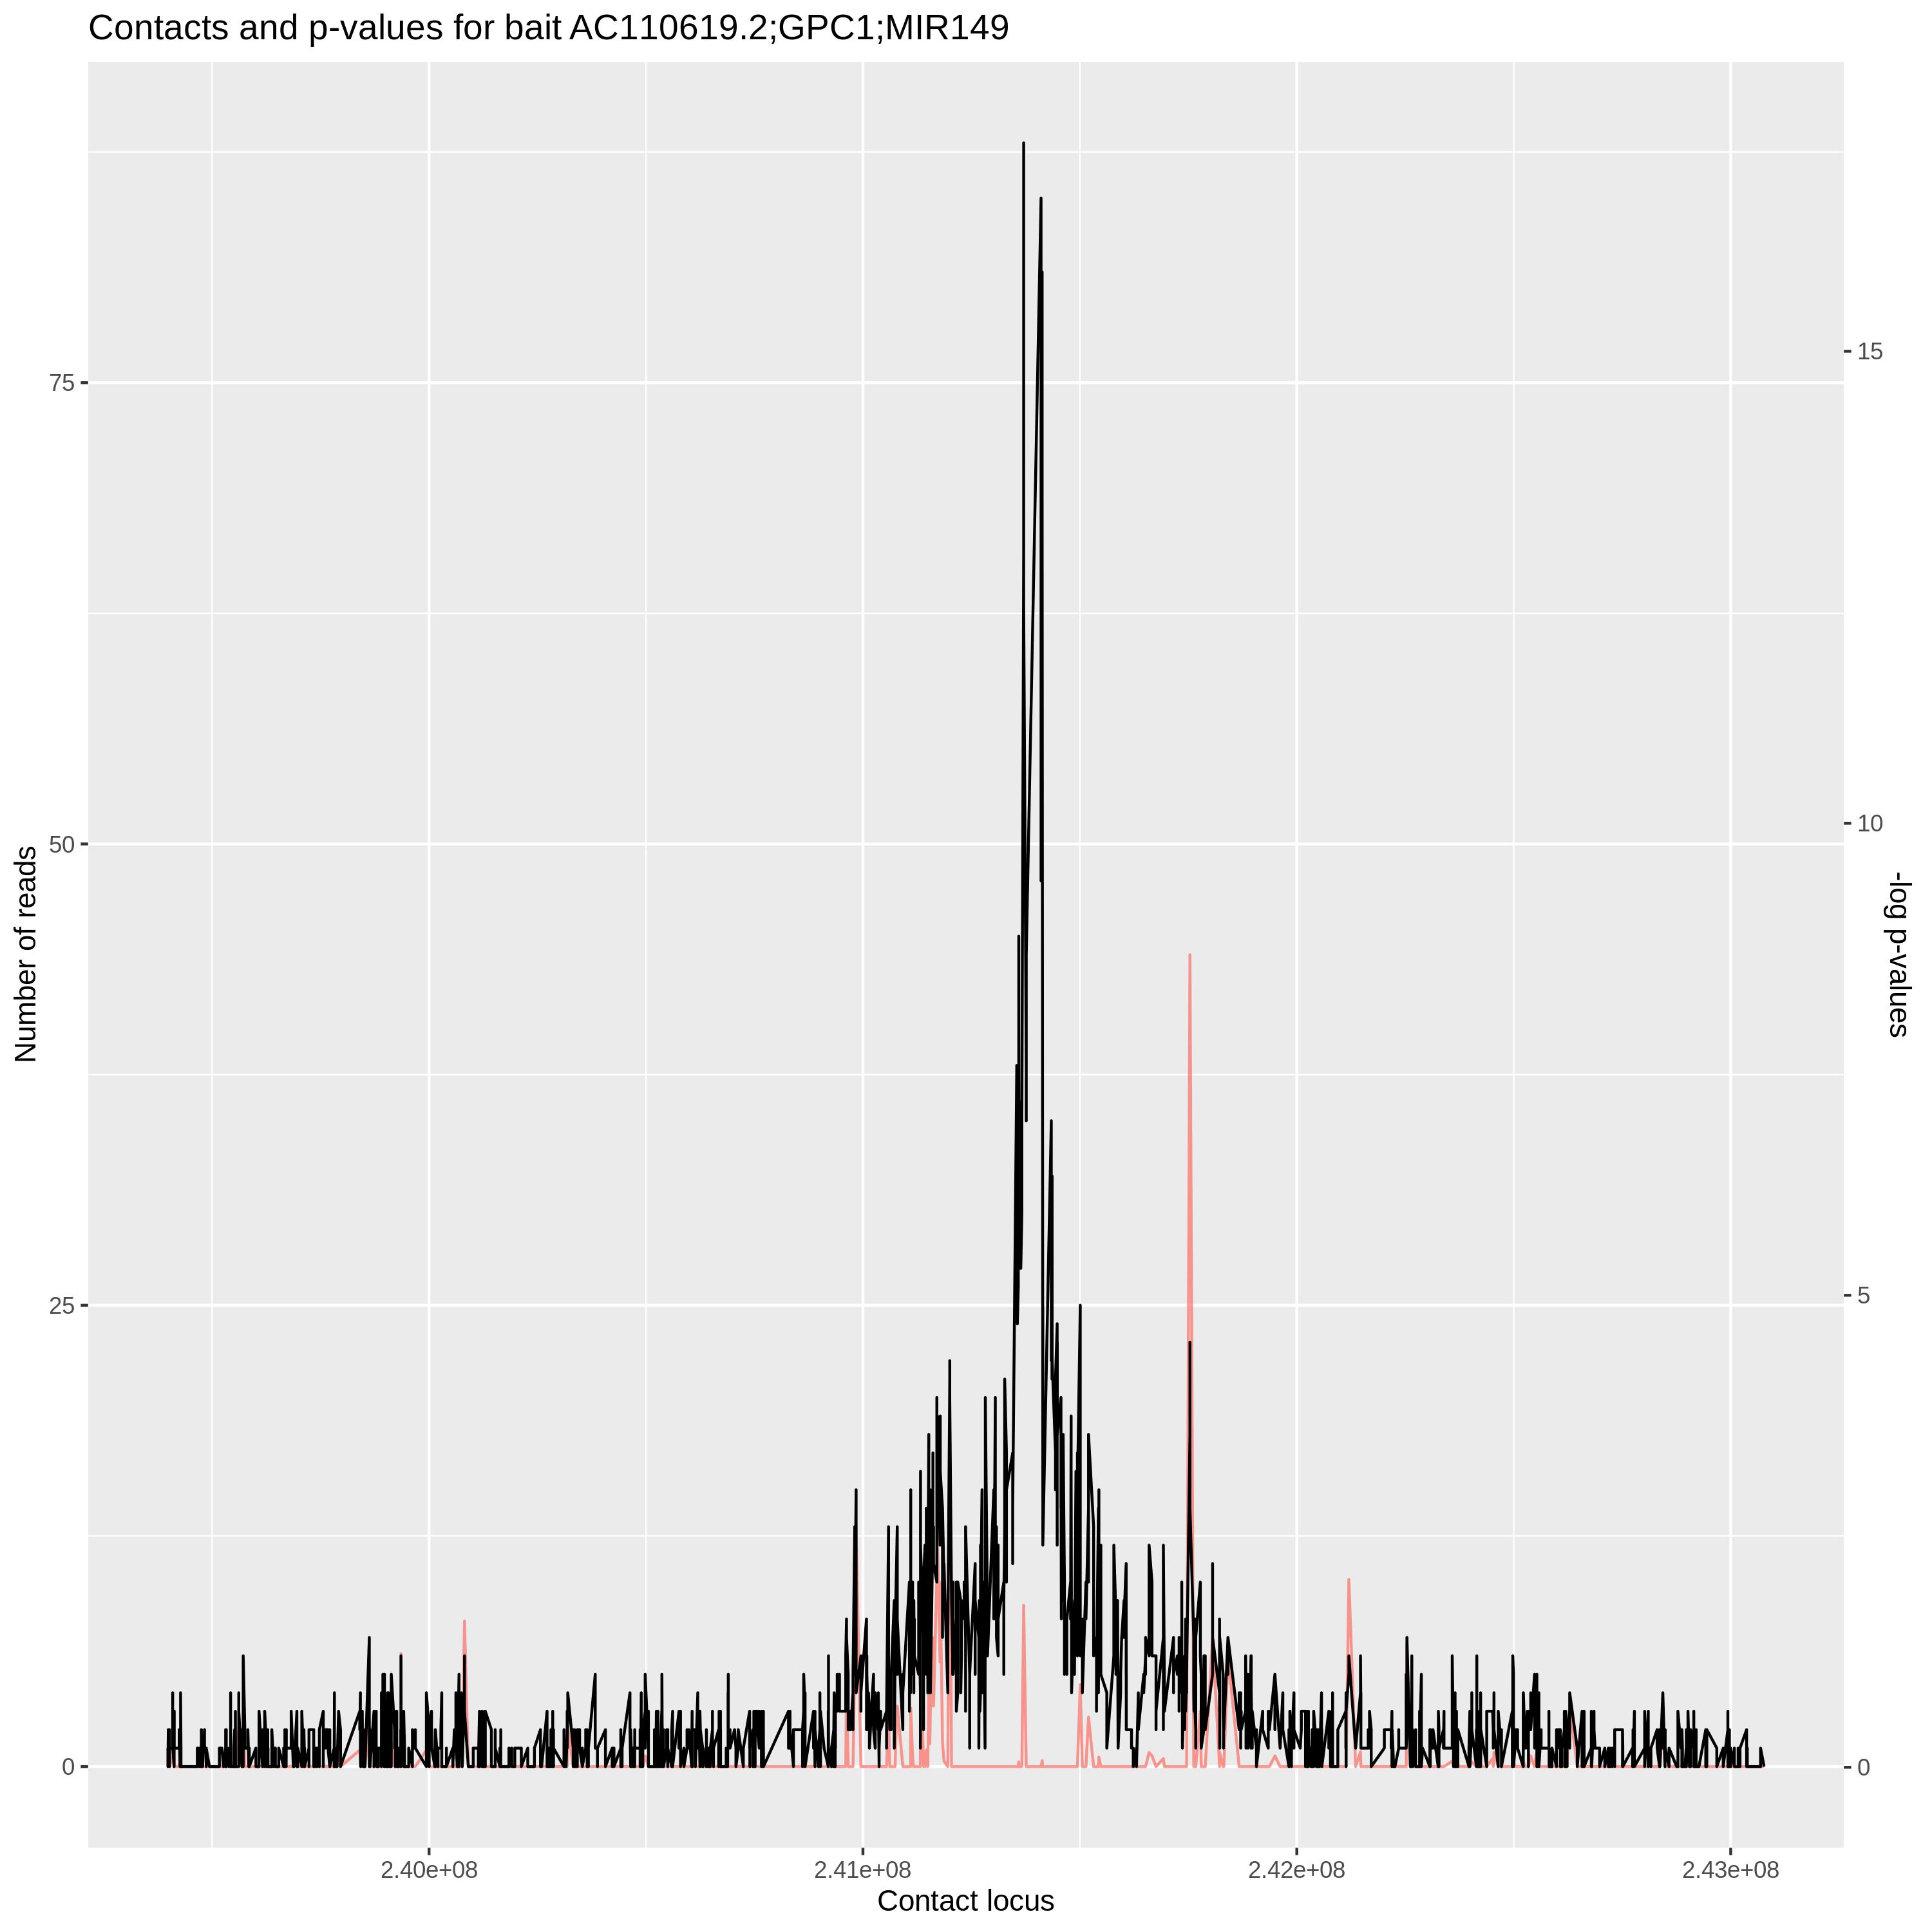 Contacts and p-values for bait AC110619.2;GPC1;MIR149
75
50
25
0
Number of reads
15
10
5
0
-log p-values
2.40e+08
2.41e+08
2.42e+08
2.43e+08
Contact locus